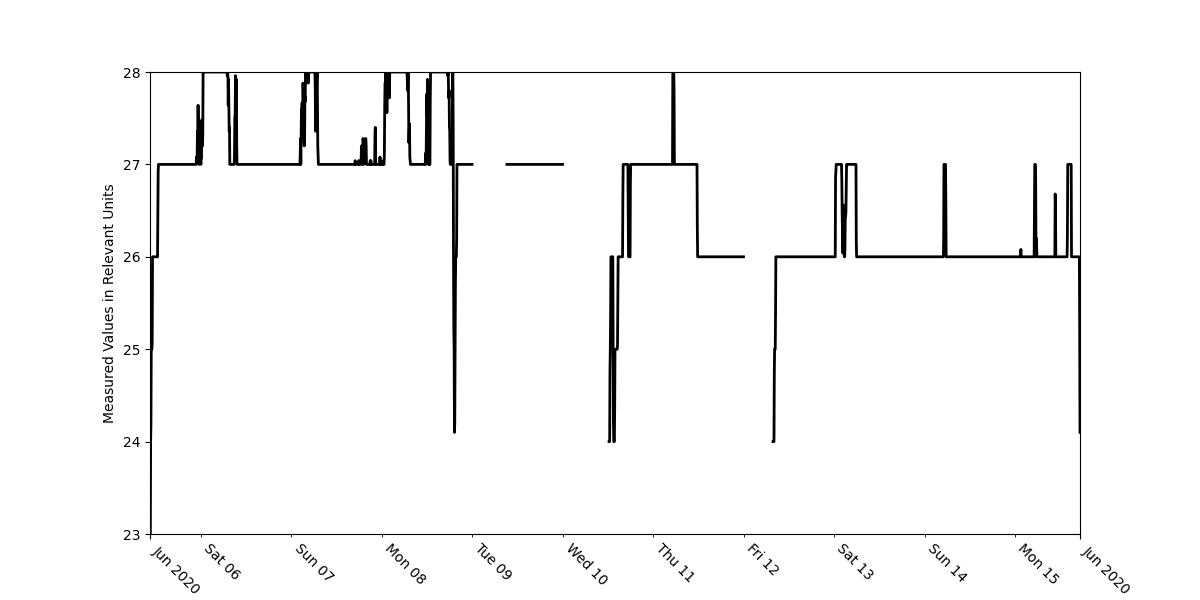 28
27
26
25
24
23
Measured Values in Relevant Units
Jun 2020
Sat 06
Sun 07
Mon 08
Tue 09
Wed 10
Thu 11
Fri 12
Sat 13
Sun 14
Mon 15
Jun 2020